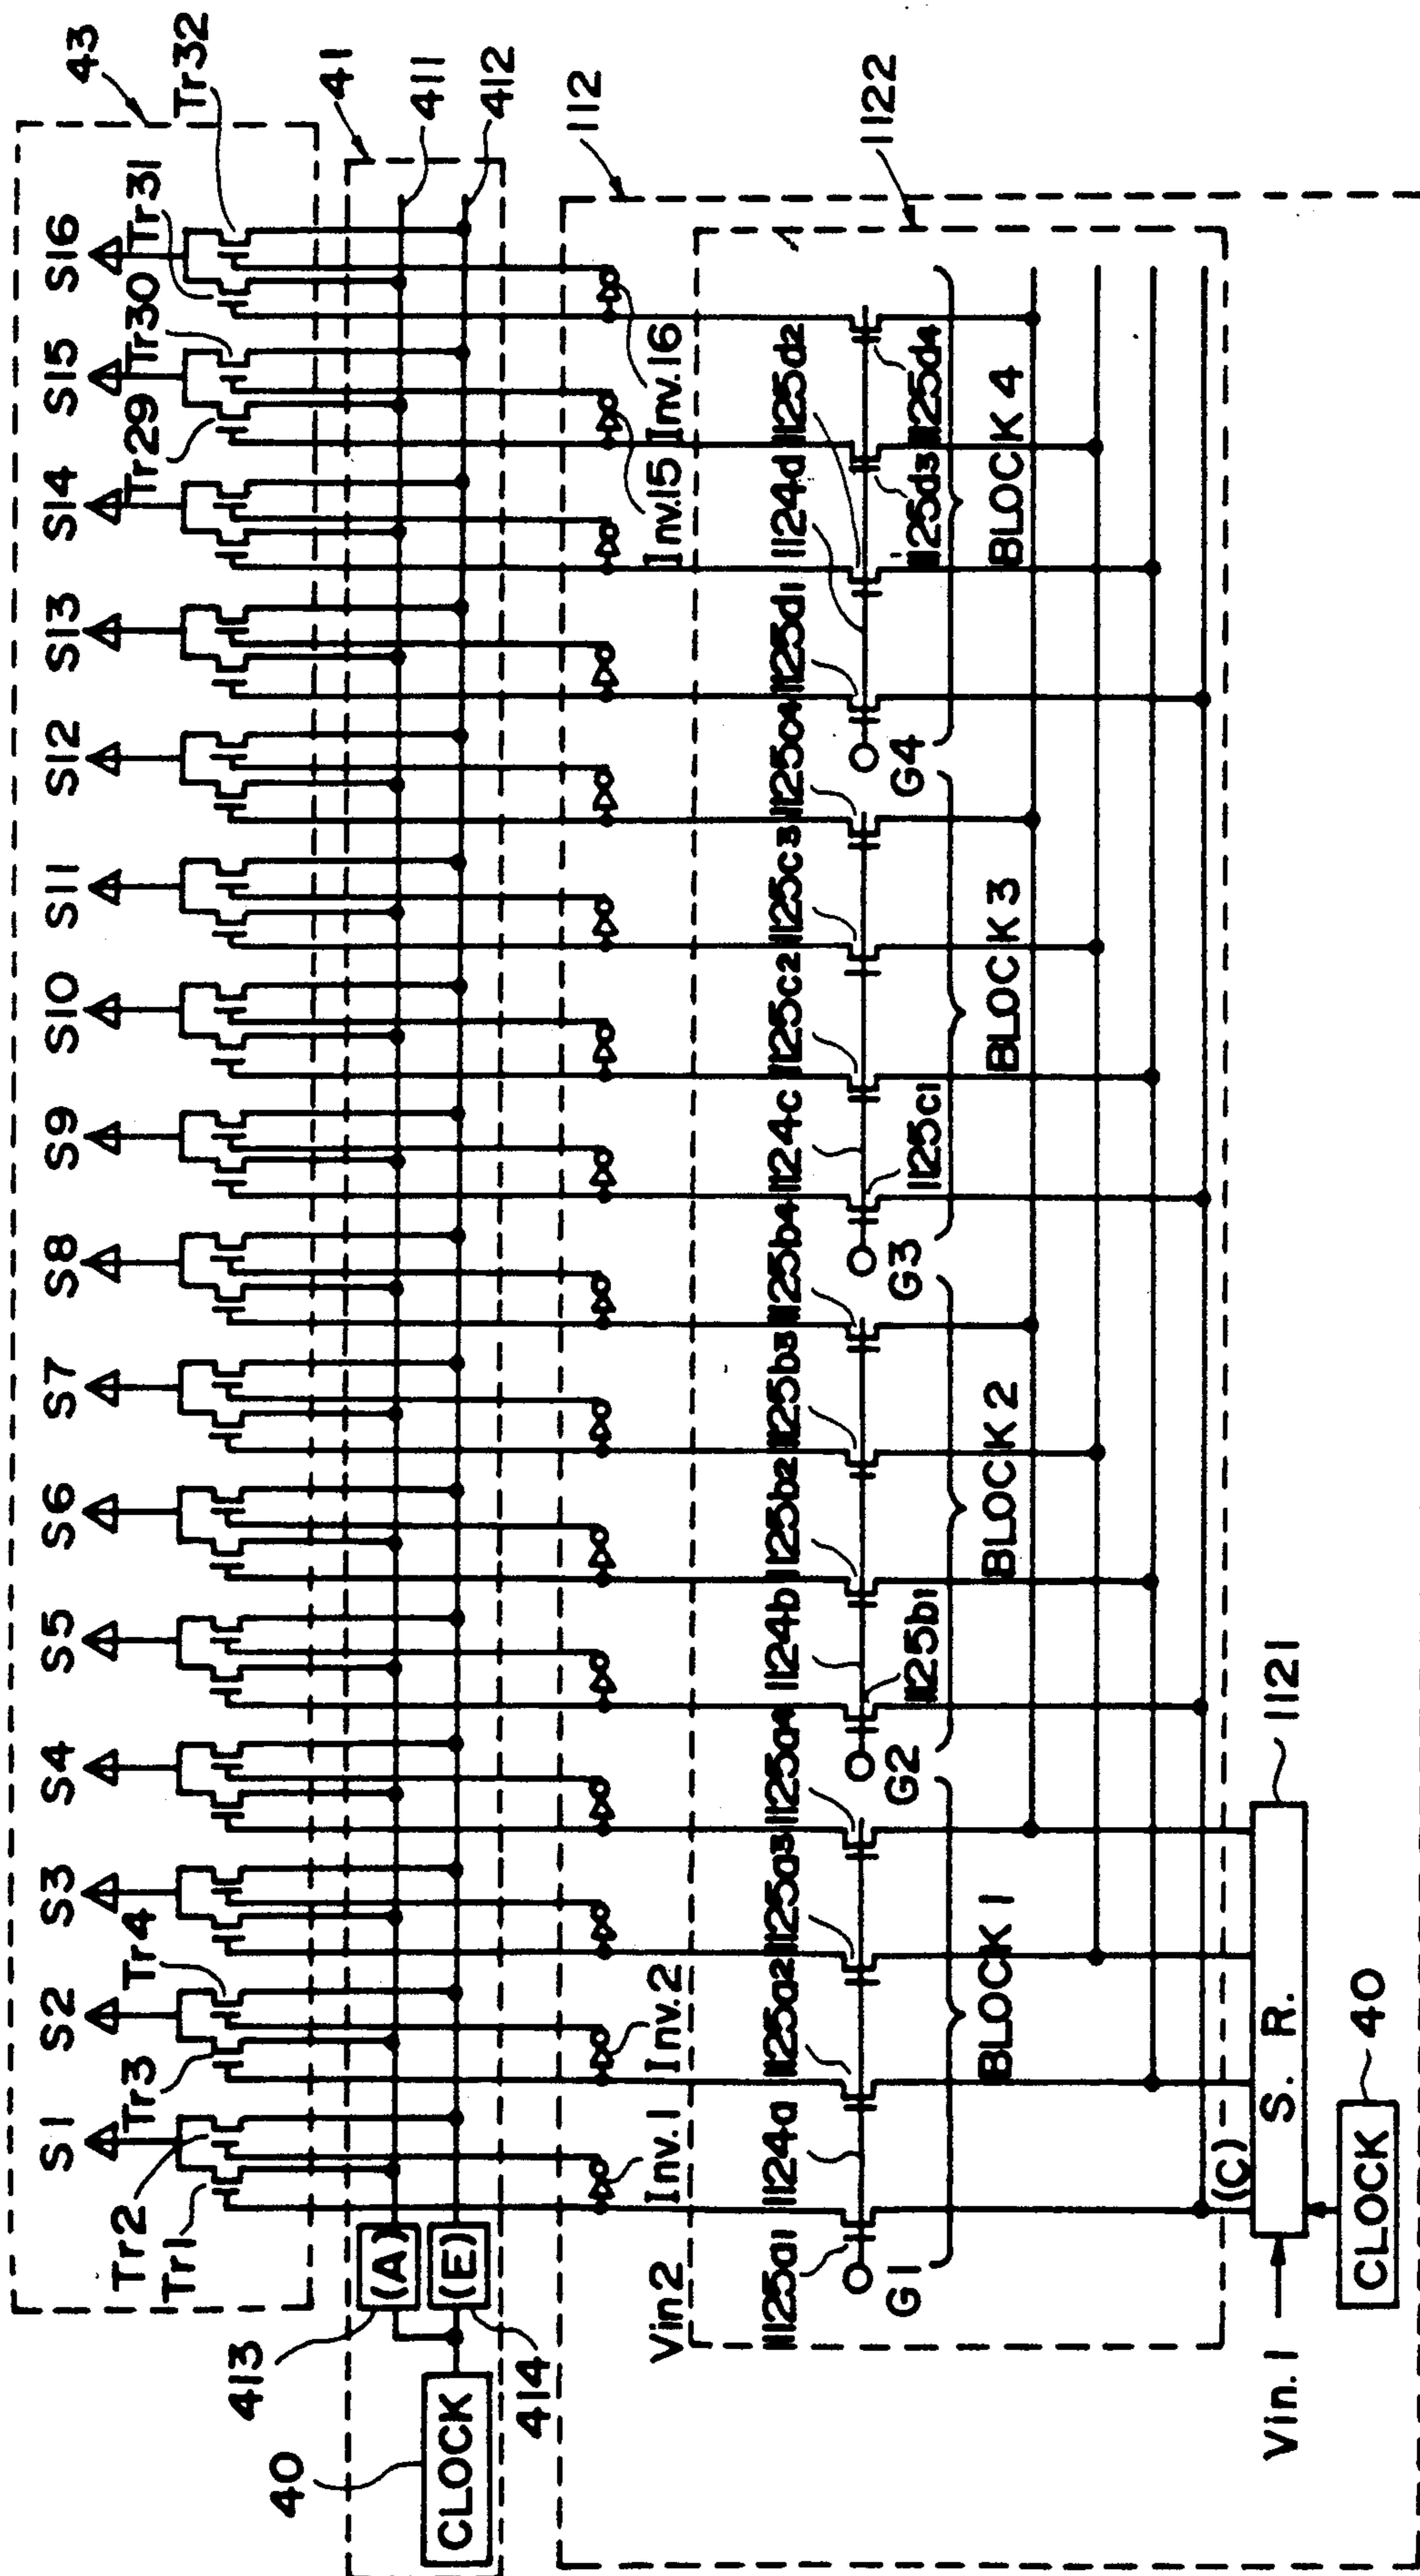 43
Tr32
41
411
412
112
1122
S1
S2
S3
S4
S5
S6
S7
S8
S9
S10
S11
S12
S13
S14
S15
S16
Tr1
Tr2
Tr3
Tr4
Tr29
Tr30
Tr31
413
(A)
(E)
414
40
CLOCK
Inv.1
Inv.2
Inv.15
Inv.16
Vin2
1125a1
1124a
1125a2
1125a3
1125a4
1124b
1125b2
1125b3
1125b4
1124c
1125c2
1125c3
1125c4
1125d1
1124d
1125d2
G1
G2
1125b1
G3
1125c1
G4
1125d3
1125d4
BLOCK 1
BLOCK 2
BLOCK 3
BLOCK 4
(C)
Vin.1
S. R.
1121
CLOCK
40